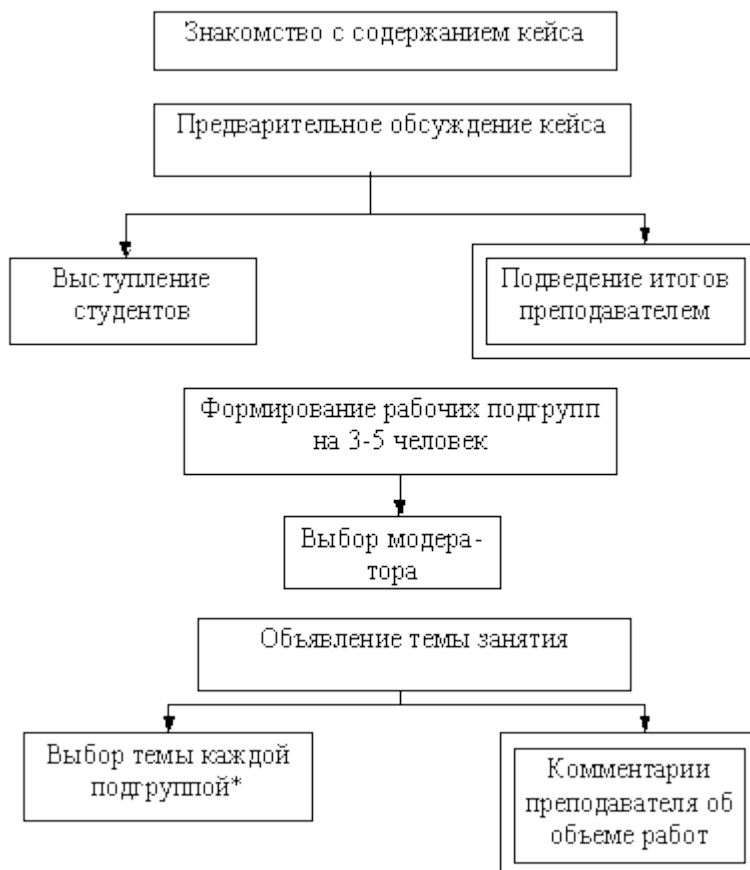 Знакомство с содержанием кейса
Предварительное обсуждение кейса
Выступление
студентов
Подведение итогов
преподавателем
Формирование рабочих подгрупп
на 3-5 человек
Выбор модера-
тора
Объявление темы занятия
Выбор темы каждой
подгруппой*
Комментарии
преподавателя об
объеме работ